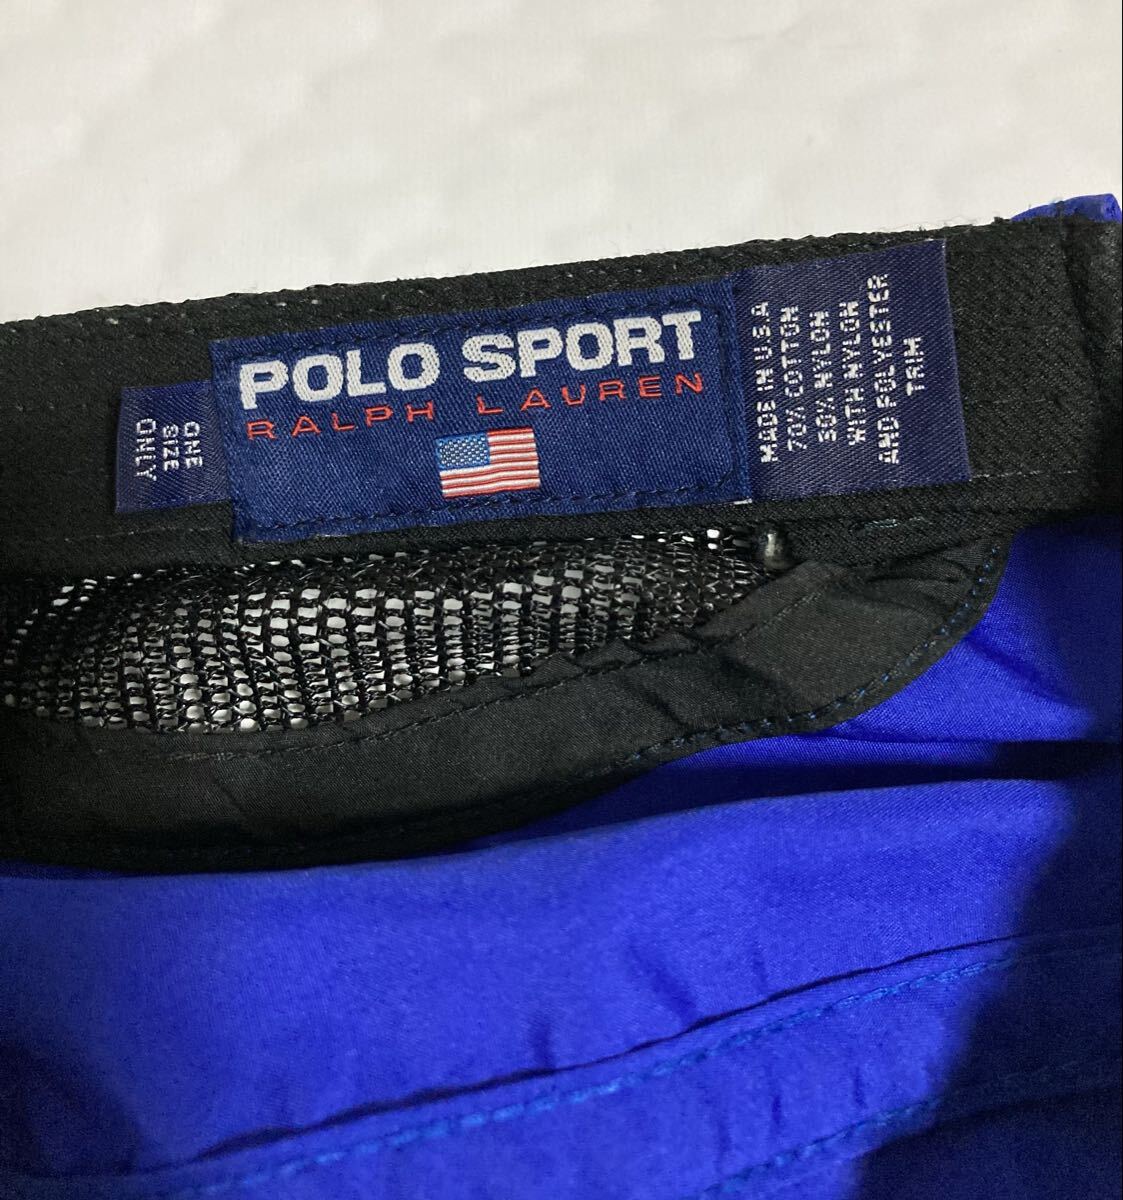 ONE
SIZE
ONLY
POLO SPORT
RALPH LAUREN
MADE IN U.S.A
70% COTTON
30% NYLON
WITH NYLON
AND POLYESTER
TRIM